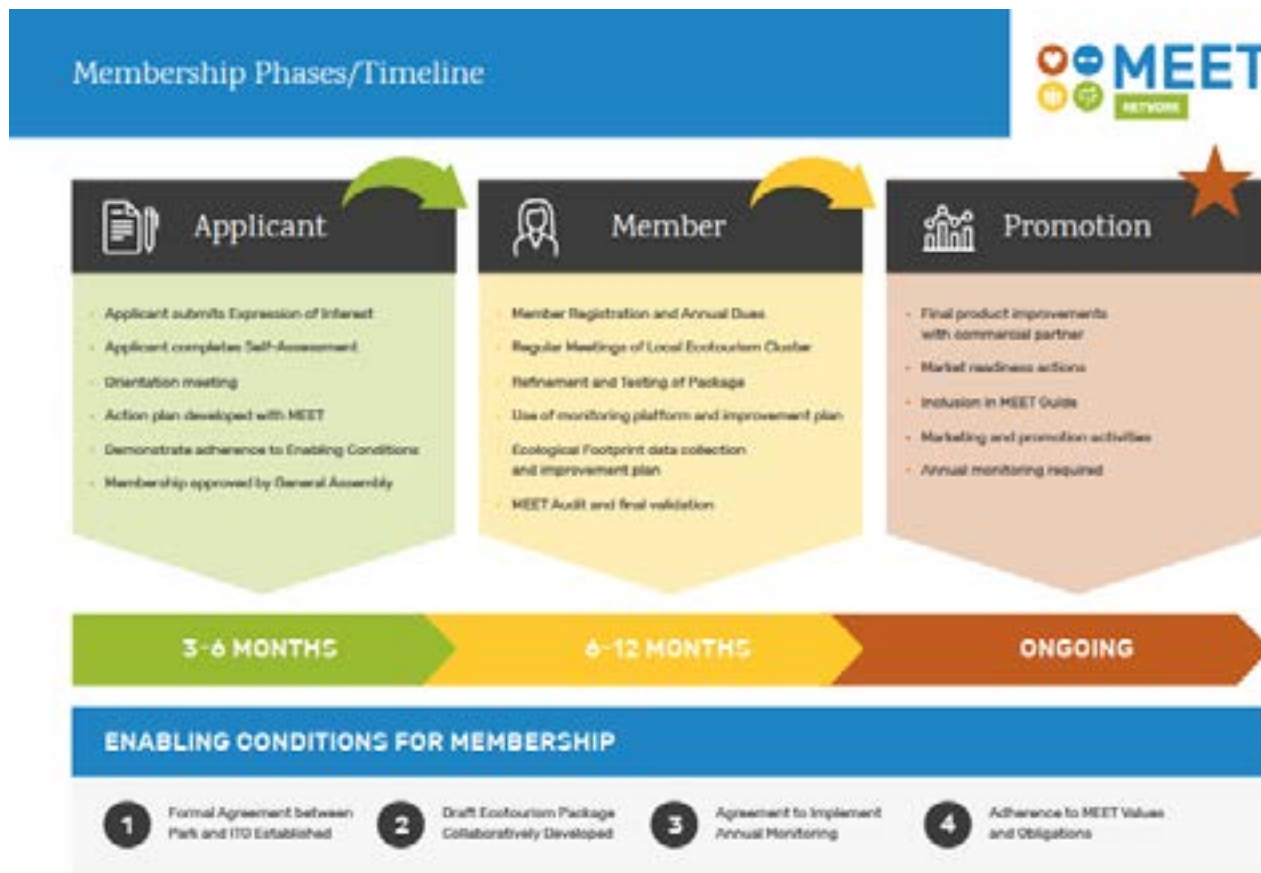 Membership Phases/Timeline
MEET
NETWORK
Applicant
Applicant submits Expression of Interest
Applicant completes Self-Assessment
Orientation meeting
Action plan developed with MEET
Demonstrate adherence to Enabling Conditions
Membership approved by General Assembly
Member
Member Registration and Annual Dues
Regular Meetings of Local Ecotourism Cluster
Refinement and Testing of Package
Use of monitoring platform and improvement plan
Ecological Footprint data collection
and improvement plan
MEET Audit and final validation
Promotion
Final product improvements
with commercial partner
Market readiness actions
Inclusion in MEET Guide
Marketing and promotion activities
Annual monitoring required
3-6 MONTHS
6-12 MONTHS
ONGOING
ENABLING CONDITIONS FOR MEMBERSHIP
1
Formal Agreement between
Park and ITO Established
2
Draft Ecotourism Package
Collaboratively Developed
3
Agreement to Implement
Annual Monitoring
4
Adherence to MEET Values
and Obligations